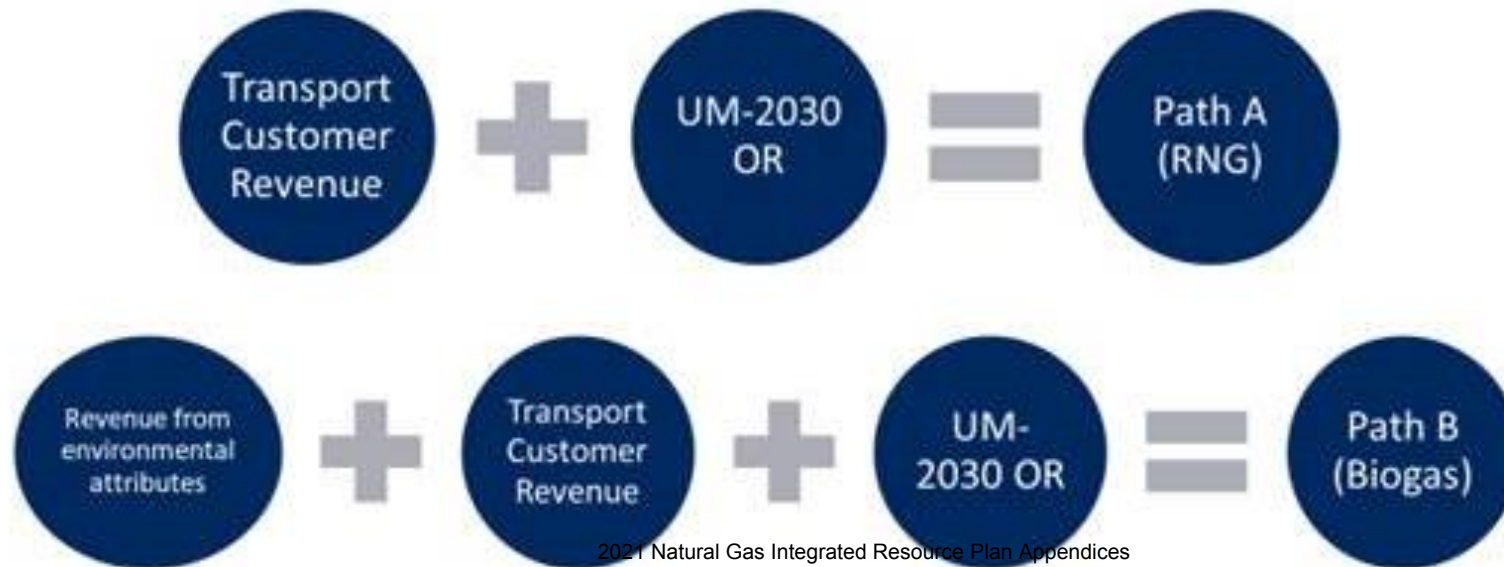 Transport
Customer
Revenue
UM-2030
OR
Path A
(RNG)
Revenue from
environmental
attributes
Transport
Customer
Revenue
UM-
2030 OR
Path B
(Biogas)
2021 Natural Gas Integrated Resource Plan Appendices